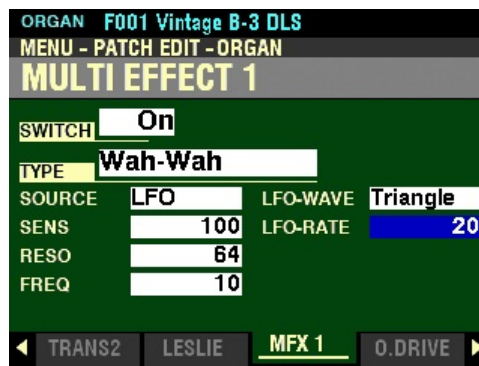 ORGAN F001 Vintage B-3 DLS
MENU - PATCH EDIT - ORGAN
MULTI EFFECT 1
SWITCH On
TYPE Wah-Wah
SOURCE LFO LFO-WAVE Triangle
SENS 100 LFO-RATE 20
RESO 64
FREQ 10
TRANS2 LESLIE MFX 1 O.DRIVE